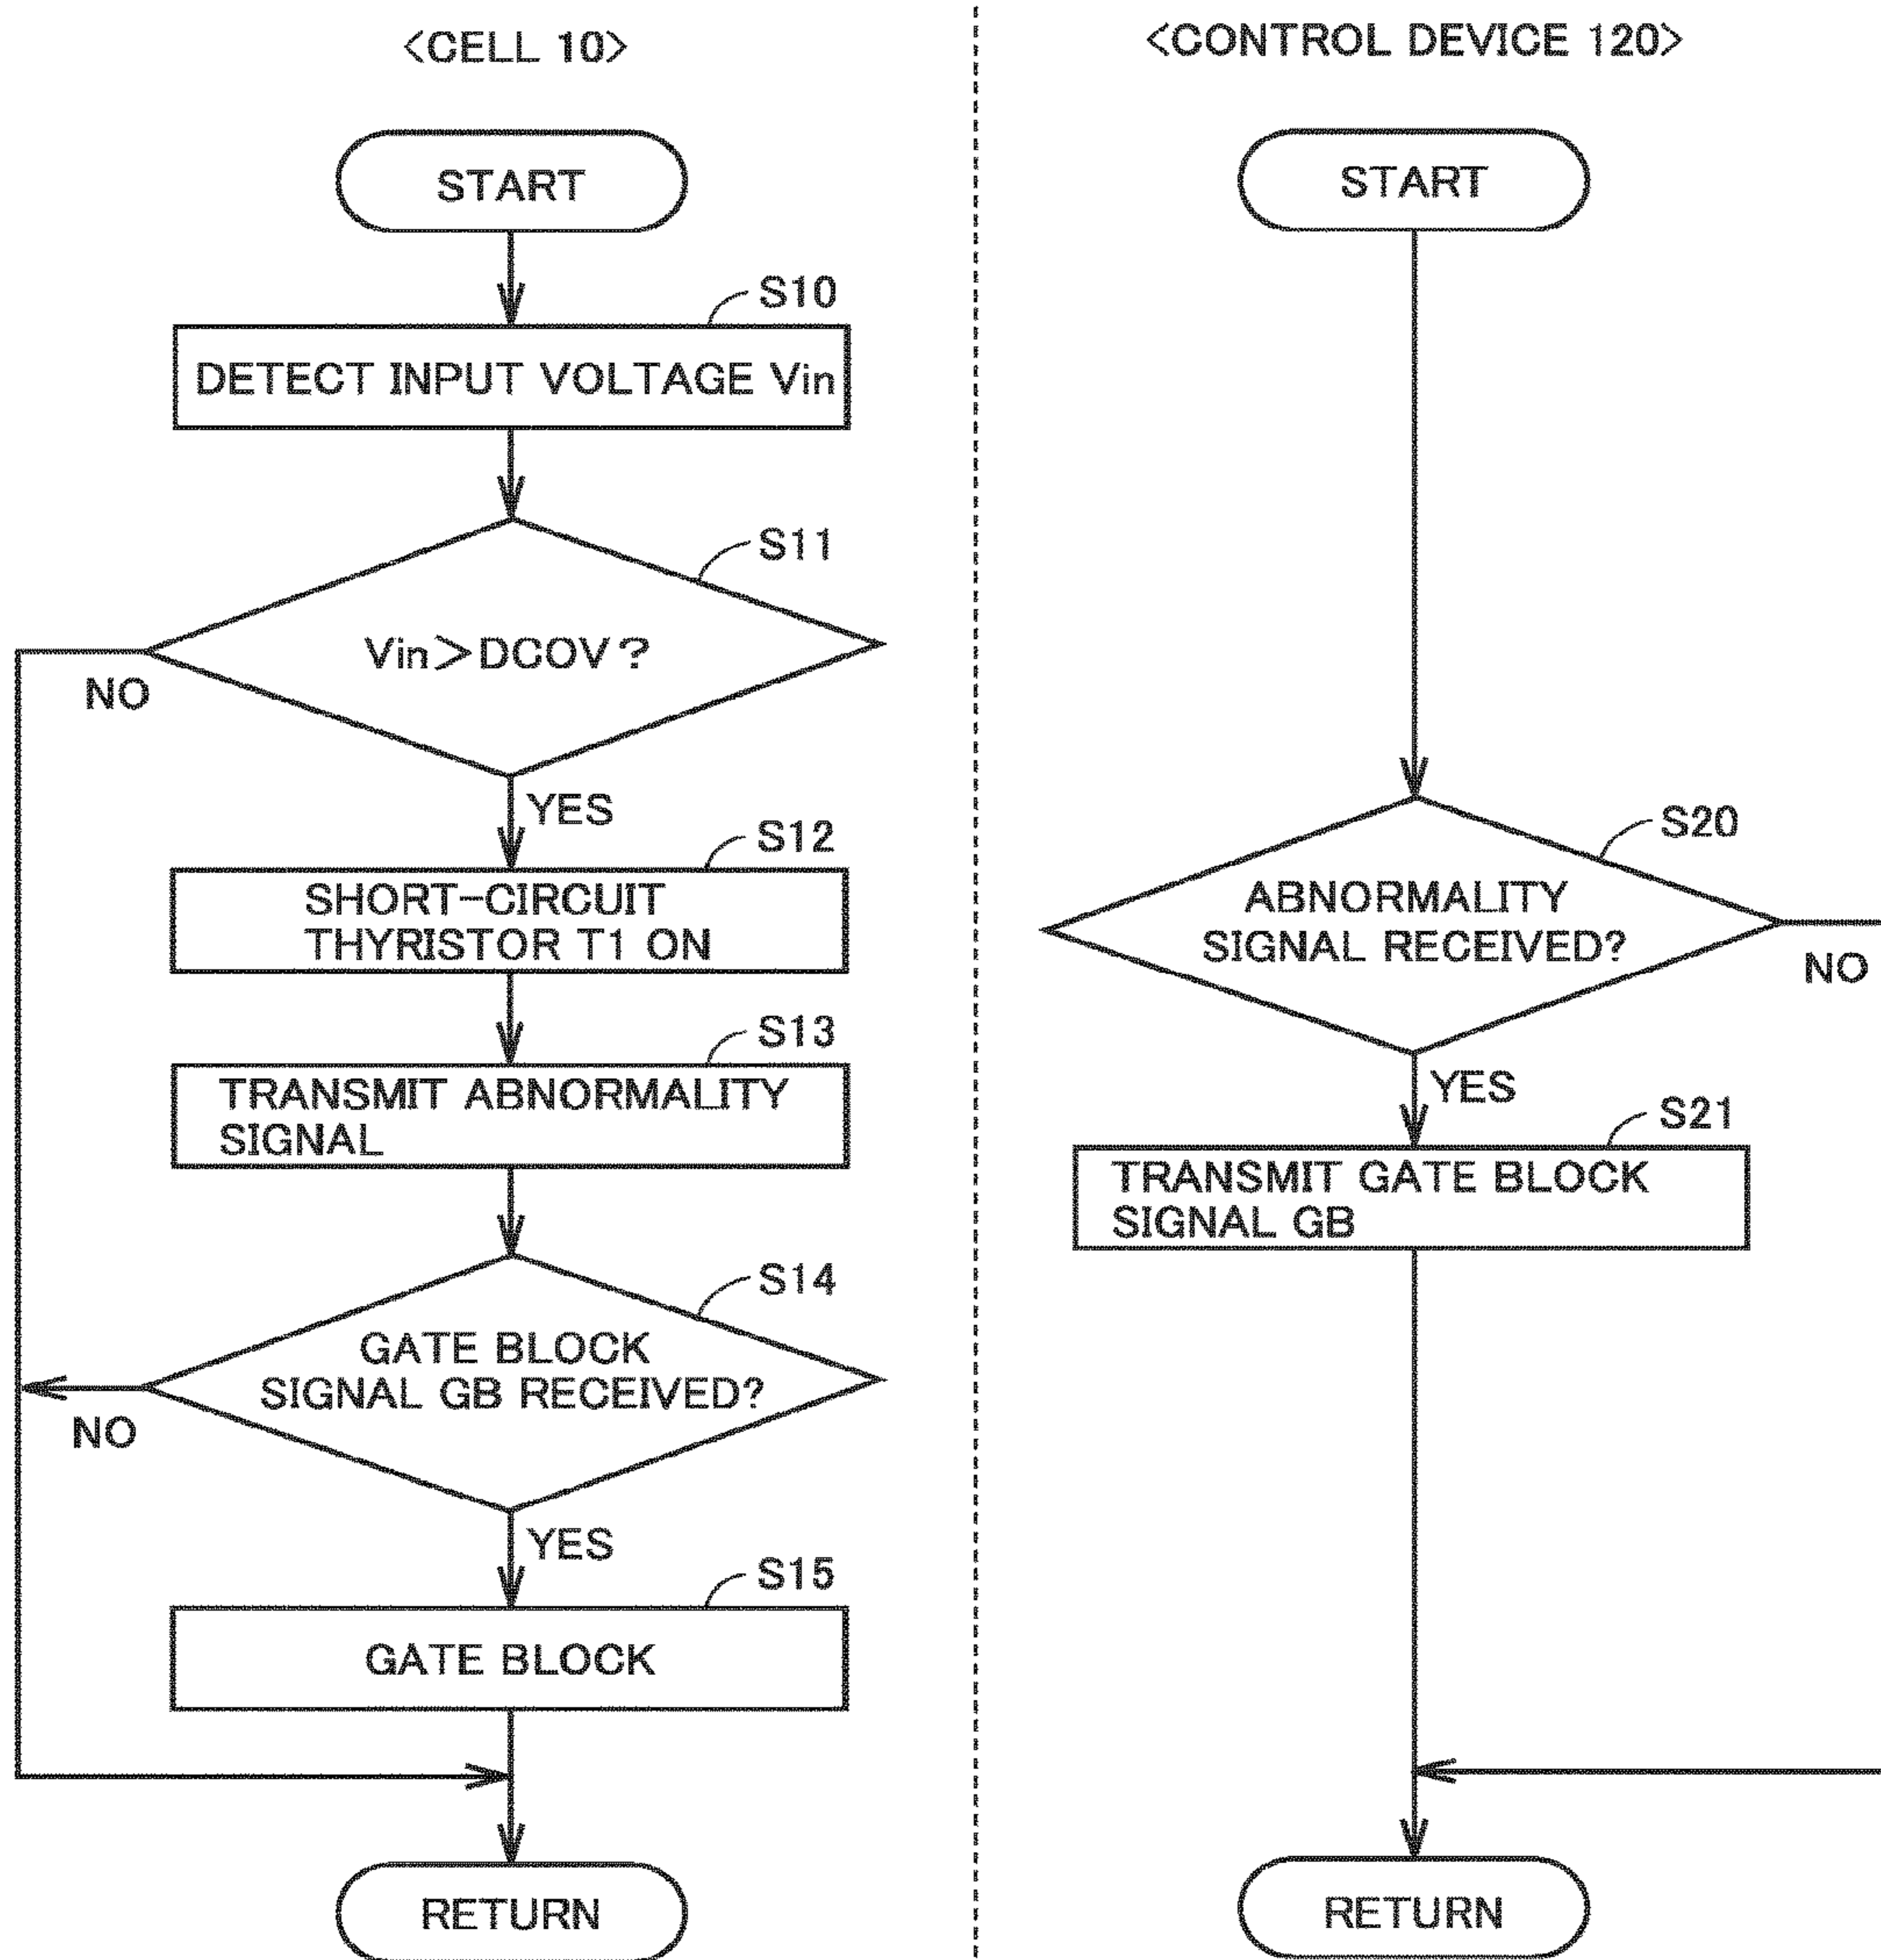 <CELL 10>
START
S10
DETECT INPUT VOLTAGE Vin
S11
Vin>DCOV?
NO
YES
S12
SHORT-CIRCUIT
THYRISTOR T1 ON
S13
TRANSMIT ABNORMALITY
SIGNAL
S14
GATE BLOCK
SIGNAL GB RECEIVED?
NO
YES
S15
GATE BLOCK
RETURN
<CONTROL DEVICE 120>
START
S20
ABNORMALITY
SIGNAL RECEIVED?
NO
YES
S21
TRANSMIT GATE BLOCK
SIGNAL GB
RETURN